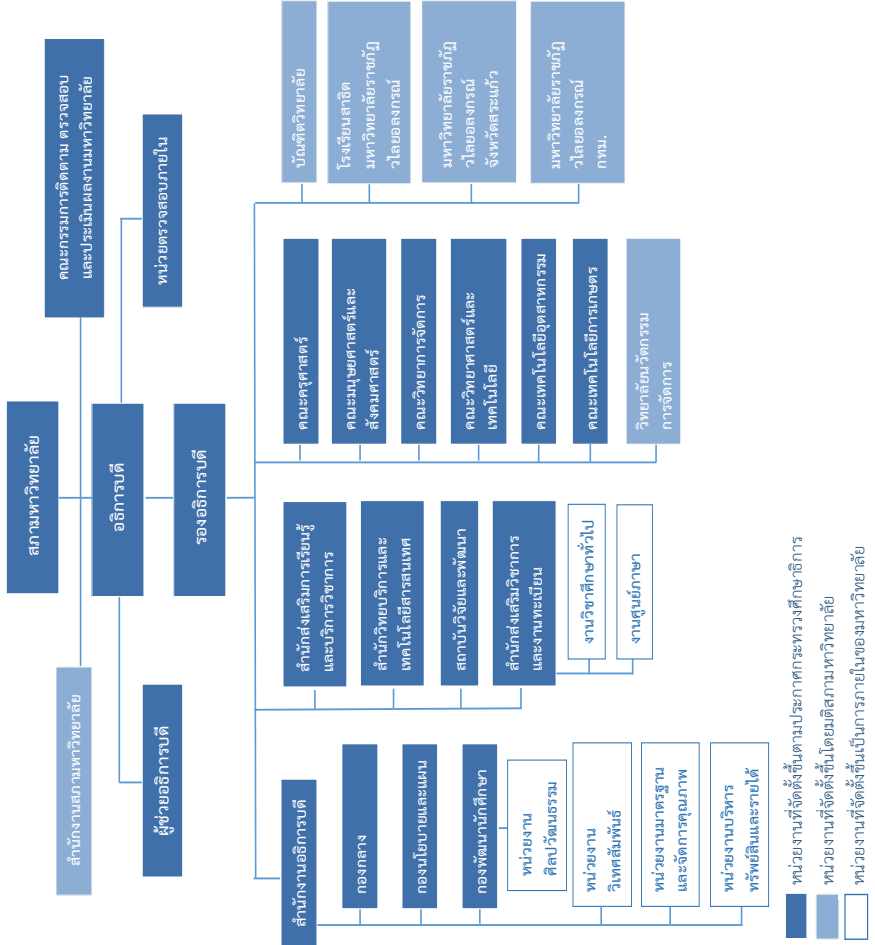 สภามหาวิทยาลัย
คณะกรรมการติดตาม ตรวจสอบ
และประเมินผลงานมหาวิทยาลัย
สำนักงานสภามหาวิทยาลัย
อธิการบดี
หน่วยตรวจสอบภายใน
ผู้ช่วยอธิการบดี
รองอธิการบดี
สำนักงานอธิการบดี
กองกลาง
กองนโยบายและแผน
กองพัฒนานักศึกษา
หน่วยงาน
ศิลปวัฒนธรรม
หน่วยงาน
วิเทศสัมพันธ์
หน่วยงานมาตรฐาน
และจัดการคุณภาพ
หน่วยงานบริหาร
ทรัพย์สินและรายได้
สำนักส่งเสริมการเรียนรู้
และบริการวิชาการ
สำนักวิทยบริการและ
เทคโนโลยีสารสนเทศ
สถาบันวิจัยและพัฒนา
สำนักส่งเสริมวิชาการ
และงานทะเบียน
งานวิชาศึกษาทั่วไป
งานศูนย์ภาษา
คณะครุศาสตร์
คณะมนุษยศาสตร์และ
สังคมศาสตร์
คณะวิทยาการจัดการ
คณะวิทยาศาสตร์และ
เทคโนโลยี
คณะเทคโนโลยีอุตสาหกรรม
คณะเทคโนโลยีการเกษตร
วิทยาลัยนวัตกรรม
การจัดการ
บัณฑิตวิทยาลัย
โรงเรียนสาธิต
มหาวิทยาลัยราชภัฏ
วไลยอลงกรณ์
มหาวิทยาลัยราชภัฏ
วไลยอลงกรณ์
จังหวัดสระแก้ว
มหาวิทยาลัยราชภัฏ
วไลยอลงกรณ์
กทม.
หน่วยงานที่จัดตั้งขึ้นตามประกาศกระทรวงศึกษาธิการ
หน่วยงานที่จัดตั้งขึ้นโดยมติสภามหาวิทยาลัย
หน่วยงานที่จัดตั้งขึ้นเป็นการภายในของมหาวิทยาลัย